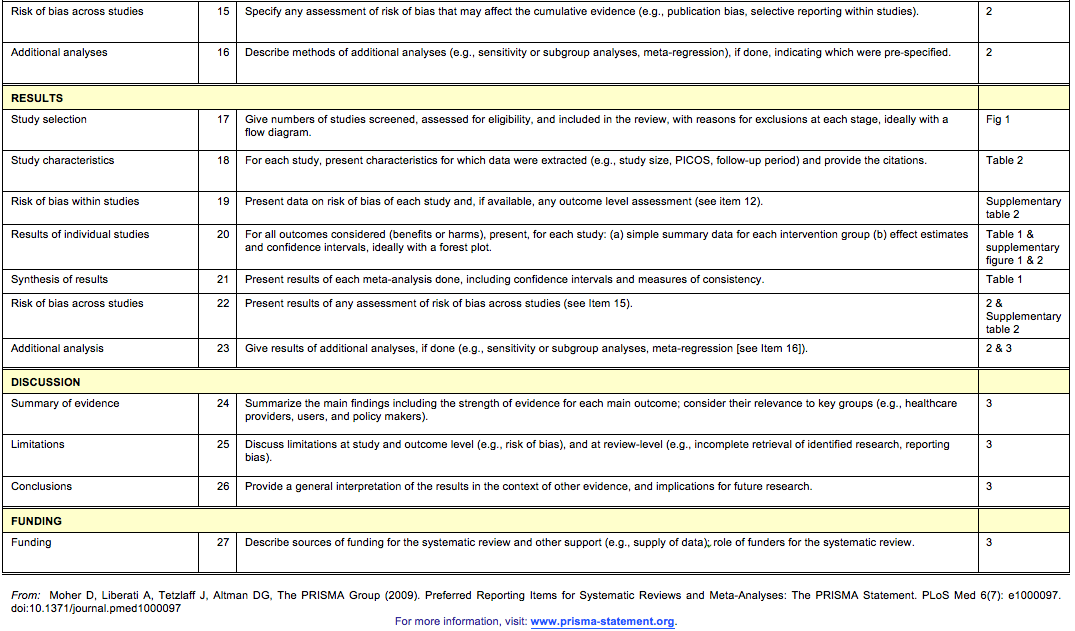 Risk of bias across studies 15 Specify any assessment of risk of bias that may affect the cumulative evidence (e.g., publication bias, selective reporting within studies). 2
Additional analyses 16 Describe methods of additional analyses (e.g., sensitivity or subgroup analyses, meta-regression), if done, indicating which were pre-specified. 2
RESULTS
Study selection 17 Give numbers of studies screened, assessed for eligibility, and included in the review, with reasons for exclusions at each stage, ideally with a Fig 1
flow diagram.
Study characteristics 18 For each study, present characteristics for which data were extracted (e.g., study size, PICOS, follow-up period) and provide the citations. Table 2
Risk of bias within studies 19 Present data on risk of bias of each study and, if available, any outcome level assessment (see item 12). Supplementary
table 2
Results of individual studies 20 For all outcomes considered (benefits or harms), present, for each study: (a) simple summary data for each intervention group (b) effect estimates Table 1 &
and confidence intervals, ideally with a forest plot. supplementary
figure 1 & 2
Synthesis of results 21 Present results of each meta-analysis done, including confidence intervals and measures of consistency. Table 1
Risk of bias across studies 22 Present results of any assessment of risk of bias across studies (see Item 15). 2 &
Supplementary
table 2
Additional analysis 23 Give results of additional analyses, if done (e.g., sensitivity or subgroup analyses, meta-regression [see Item 16]). 2 & 3
DISCUSSION
Summary of evidence 24 Summarize the main findings including the strength of evidence for each main outcome; consider their relevance to key groups (e.g., healthcare 3
providers, users, and policy makers).
Limitations 25 Discuss limitations at study and outcome level (e.g., risk of bias), and at review-level (e.g., incomplete retrieval of identified research, reporting 3
bias).
Conclusions 26 Provide a general interpretation of the results in the context of other evidence, and implications for future research. 3
FUNDING
Funding 27 Describe sources of funding for the systematic review and other support (e.g., supply of data); role of funders for the systematic review. 3
From: Moher D, Liberati A, Tetzlaff J, Altman DG, The PRISMA Group (2009). Preferred Reporting Items for Systematic Reviews and Meta-Analyses: The PRISMA Statement. PLoS Med 6(7): e1000097.
doi:10.1371/journal.pmed1000097
For more information, visit: www.prisma-statement.org.